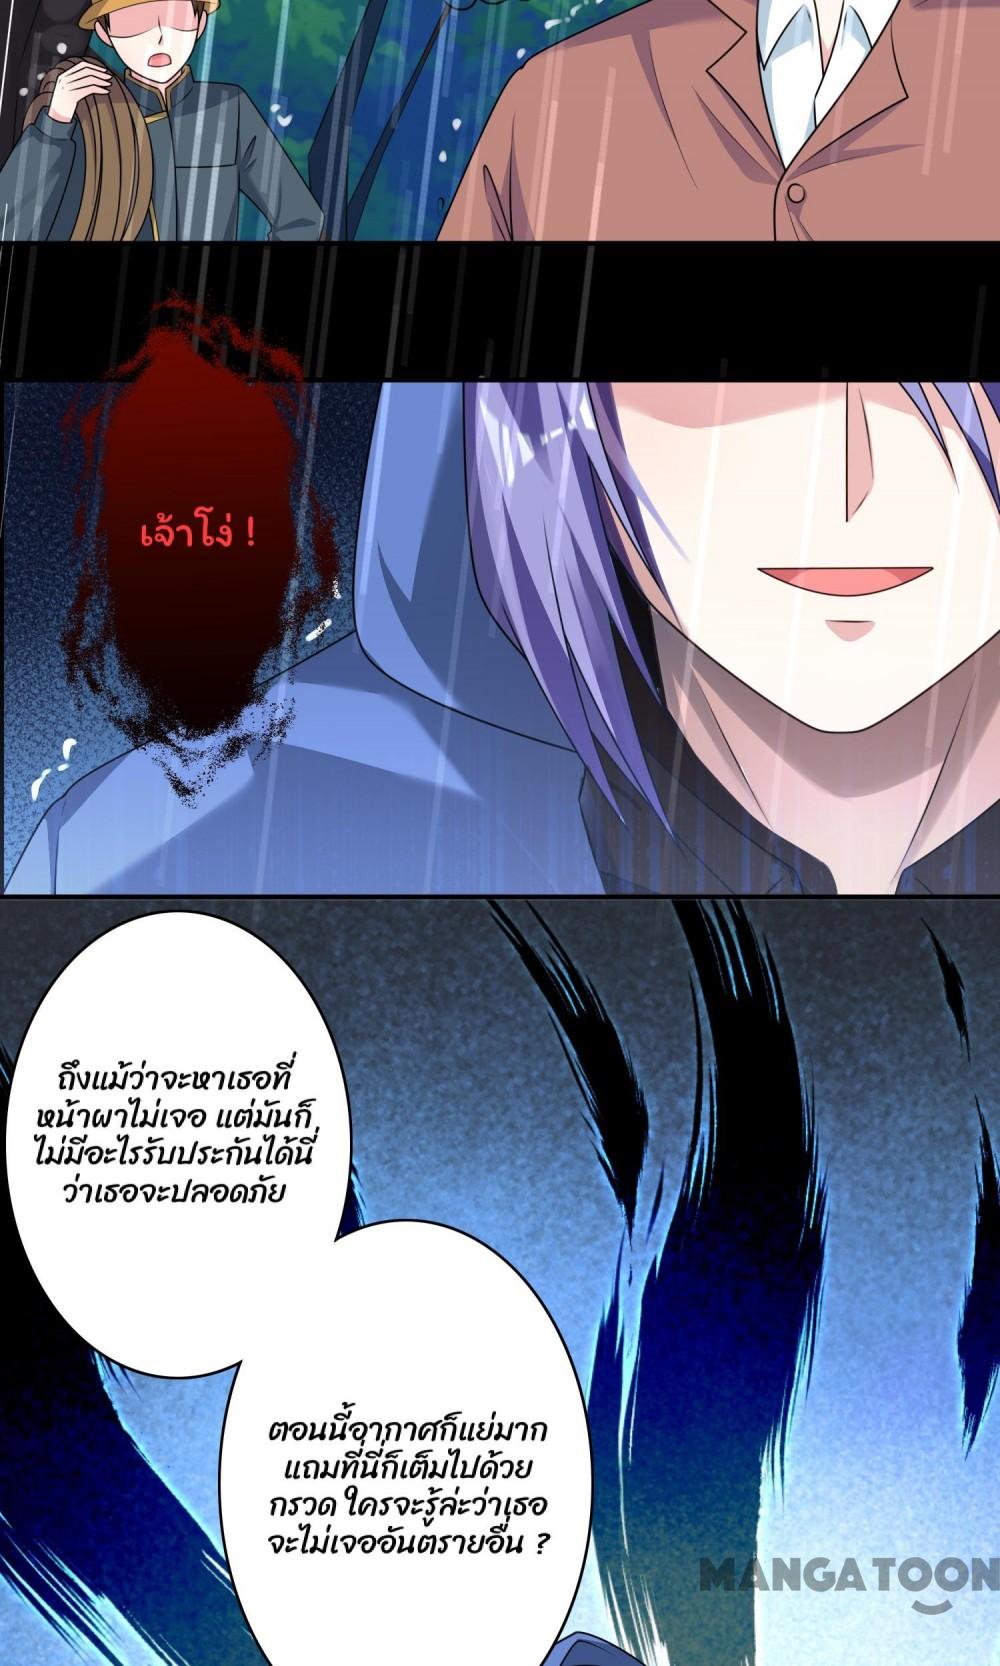 เจ้าโง่ !
ถึงแม้ว่าจะหาเธอที่
หน้าผาไม่เจอ แต่มันก็
ไม่มีอะไรรับประกันได้นี่
ว่าเธอจะปลอดภัย
ตอนนี้อากาศก็แย่มาก
แถมที่นี่ก็เต็มไปด้วย
กรวด ใครจะรู้ล่ะว่าเธอ
จะไม่เจออันตรายอื่น ?
MANGA TOON